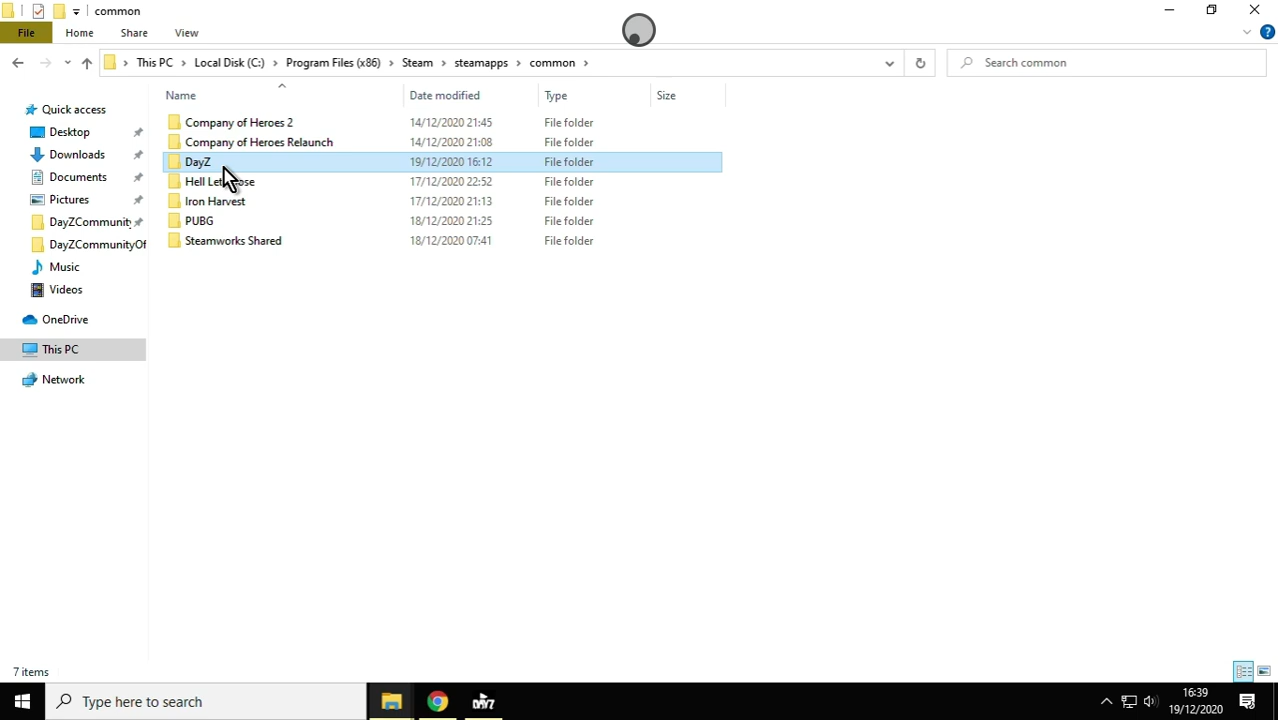 common
File Home Share View
This PC Local Disk (C:) Program Files (x86) Steam steamapps common
Search common
Name Date modified Type Size
Quick access
Desktop
Downloads
Documents
Pictures
DayZCommunity
DayZCommunityOf
Music
Videos
OneDrive
This PC
Network
Company of Heroes 2 14/12/2020 21:45 File folder
Company of Heroes Relaunch 14/12/2020 21:08 File folder
DayZ 19/12/2020 16:12 File folder
Hell Let 17/12/2020 22:52 File folder
Iron Harvest 17/12/2020 21:13 File folder
PUBG 18/12/2020 21:25 File folder
Steamworks Shared 18/12/2020 07:41 File folder
7 items
Type here to search
DAYZ
16:39
19/12/2020